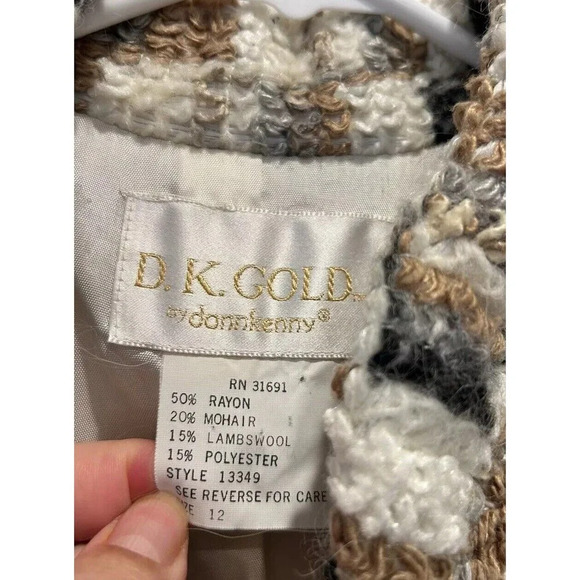 D. K. GOLD
by donnkenny®
RN 31691
50% RAYON
20% MOHAIR
15% LAMBSWOOL
15% POLYESTER
STYLE 13349
SEE REVERSE FOR CARE
12